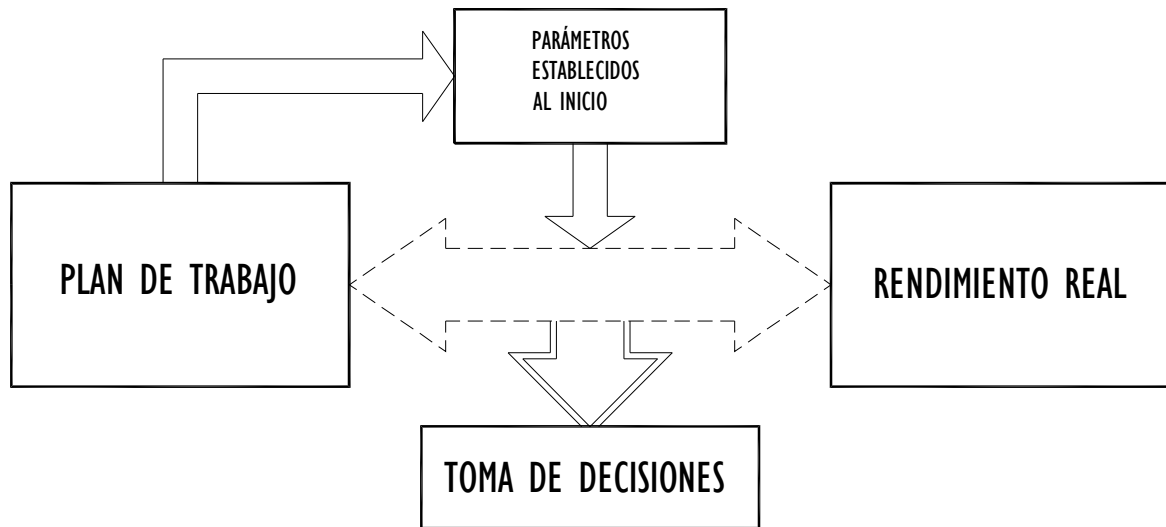 PARÁMETROS
ESTABLECIDOS
AL INICIO
PLAN DE TRABAJO
RENDIMIENTO REAL
TOMA DE DECISIONES